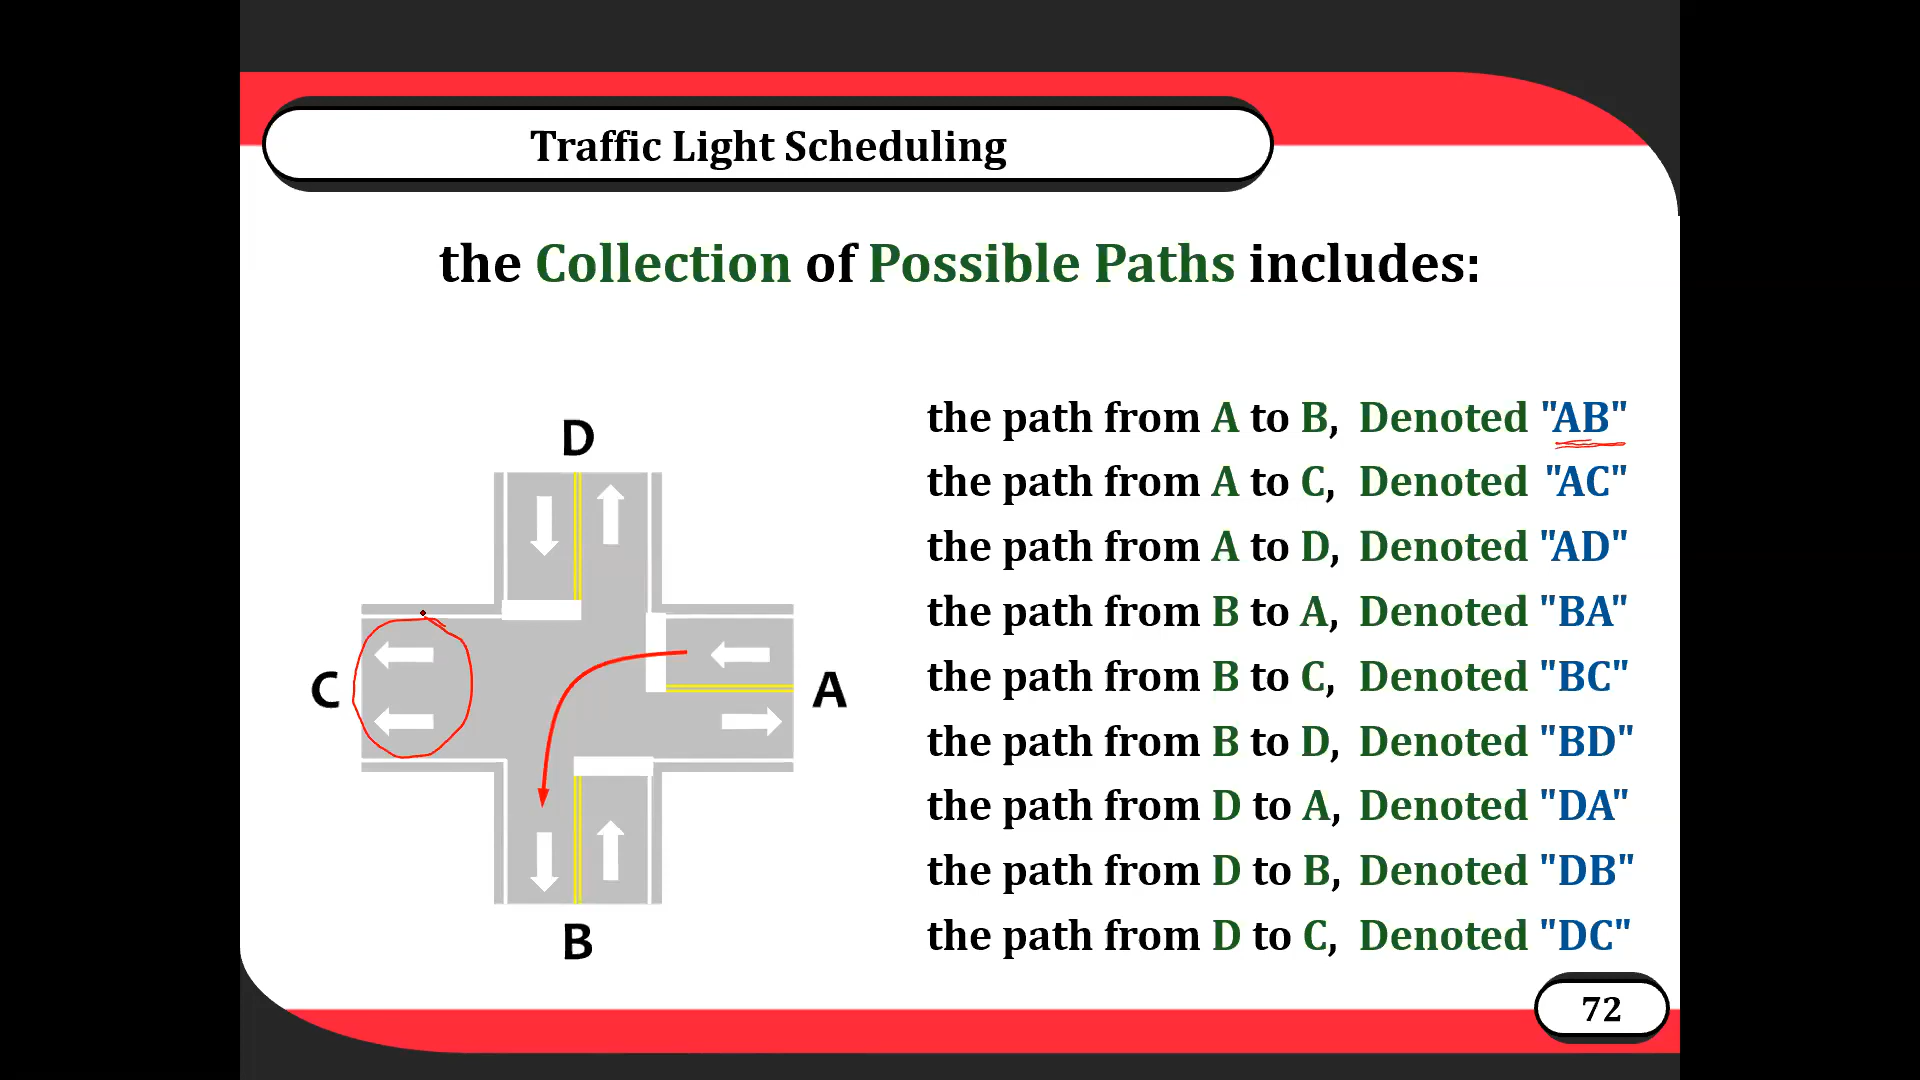 Traffic Light Scheduling
the Collection of Possible Paths includes:
D
C
A
B
the path from A to B, Denoted "AB"
the path from A to C, Denoted "AC"
the path from A to D, Denoted "AD"
the path from B to A, Denoted "BA"
the path from B to C, Denoted "BC"
the path from B to D, Denoted "BD"
the path from D to A, Denoted "DA"
the path from D to B, Denoted "DB"
the path from D to C, Denoted "DC"
72